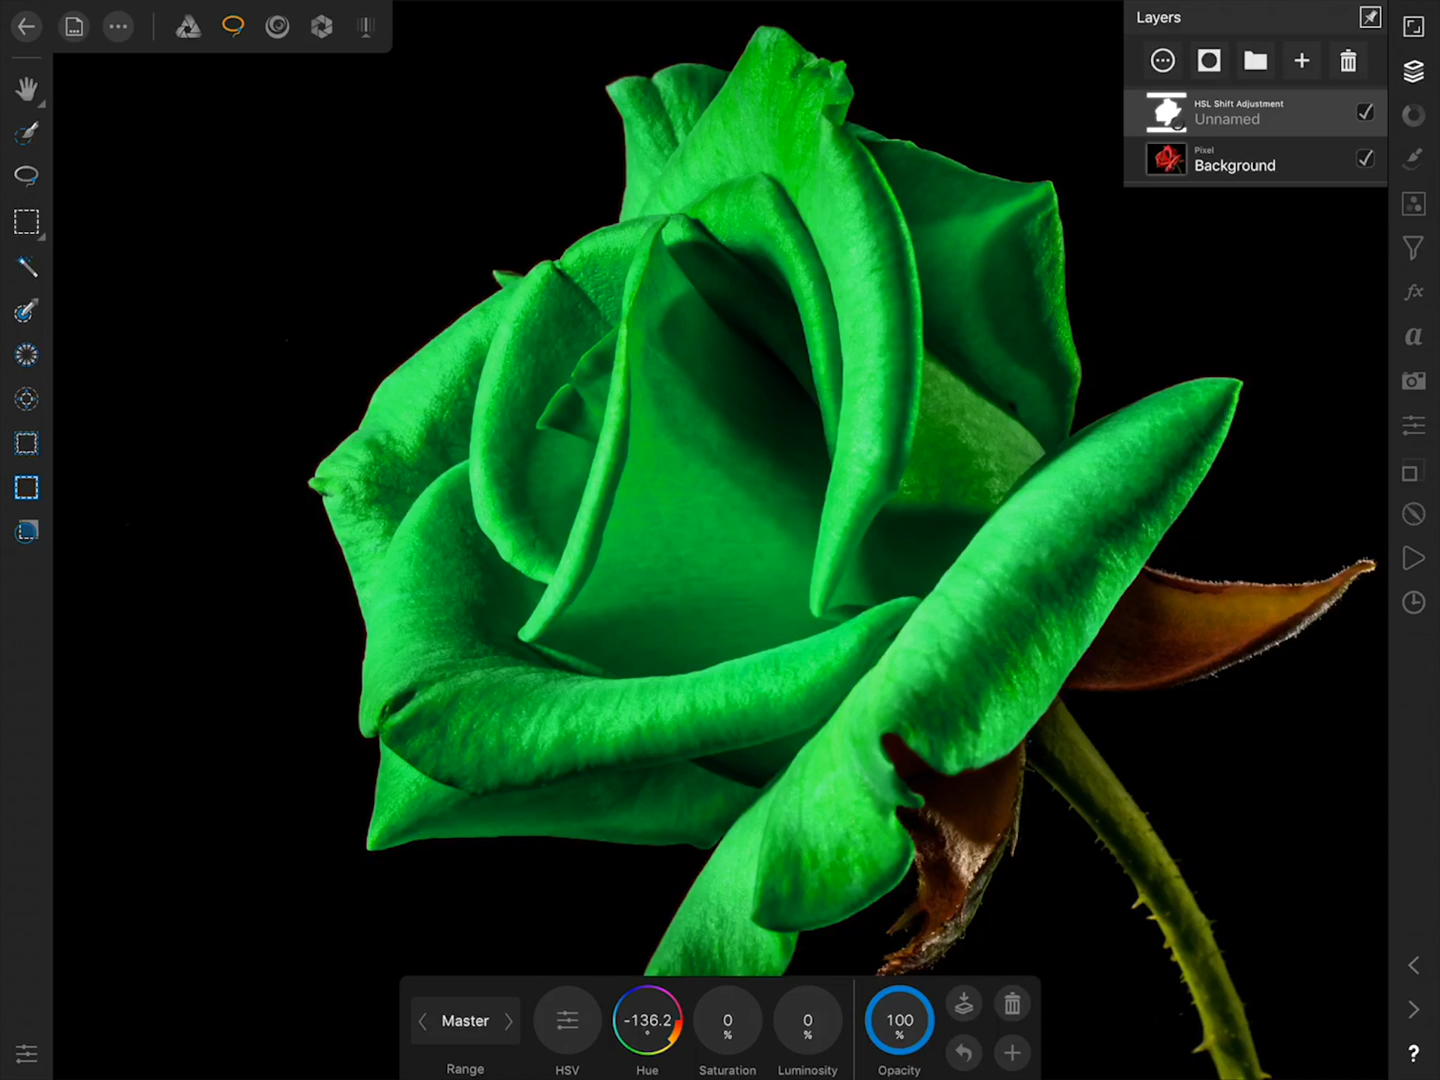 Layers
HSL Shift Adjustment
Unnamed
Pixel
Background
fx
a
Master
Range
HSV
-136.2
°
Hue
0
%
Saturation
0
%
Luminosity
100
%
Opacity
?